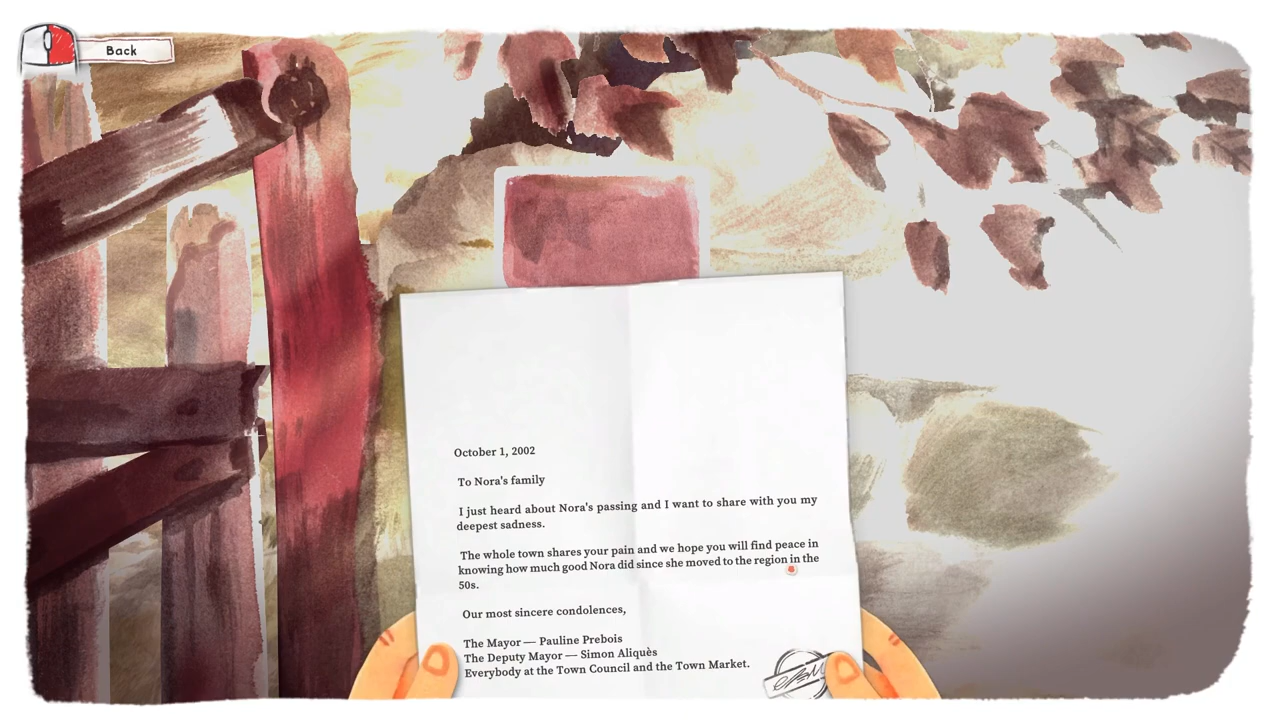 Back
October 1, 2002
To Nora's family
I just heard about Nora's passing and I want to share with you my
deepest sadness.
The whole town shares your pain and we hope you will find peace in
knowing how much good Nora did since she moved to the region in the
50s.
Our most sincere condolences,
The Mayor — Pauline Prebois
The Deputy Mayor — Simon Aliquès
Everybody at the Town Council and the Town Market.